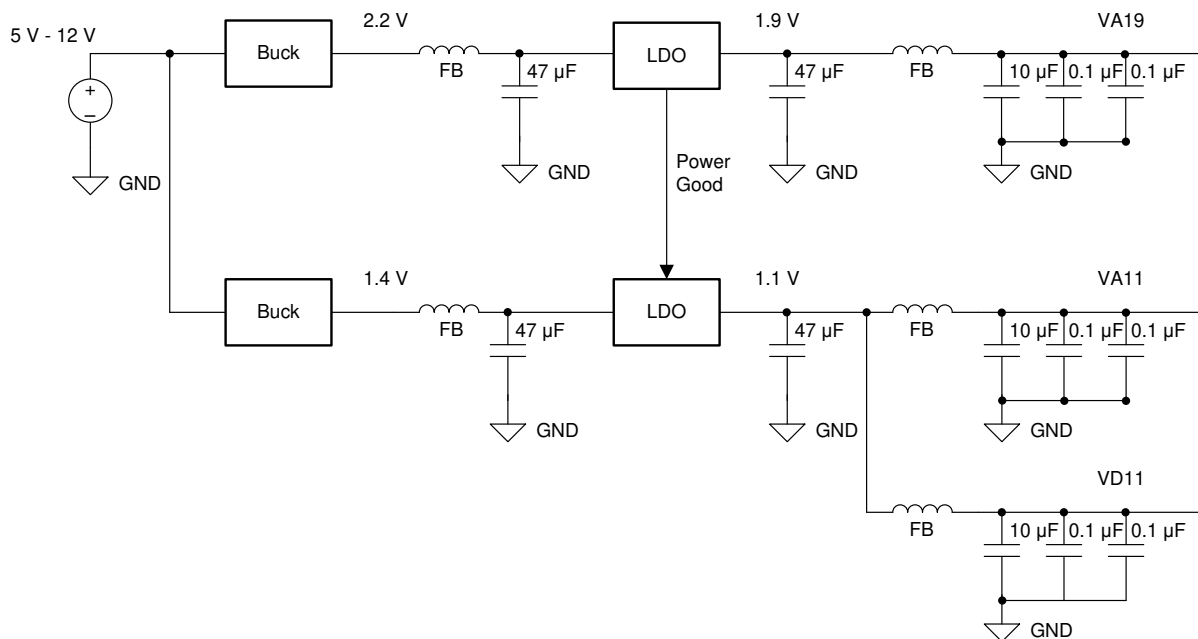 5 V - 12 V
+
−
GND
Buck
2.2 V
FB
47 µF
GND
LDO
1.9 V
47 µF
GND
FB
VA19
10 µF
0.1 µF
0.1 µF
GND
Power
Good
Buck
1.4 V
FB
47 µF
GND
LDO
1.1 V
47 µF
GND
FB
VA11
10 µF
0.1 µF
0.1 µF
GND
FB
VD11
10 µF
0.1 µF
0.1 µF
GND